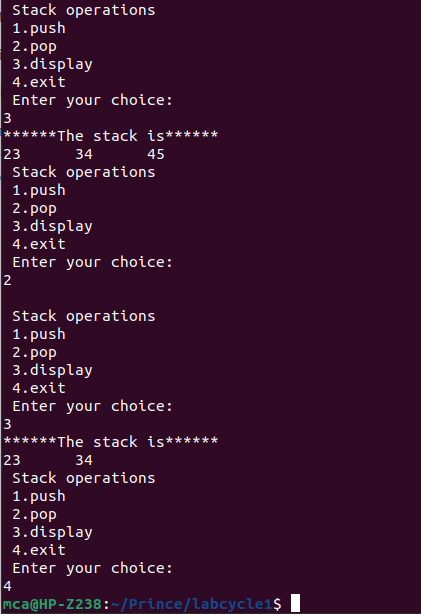 Stack operations
1.push
2.pop
3.display
4.exit
Enter your choice:
3
******The stack is******
23      34      45
Stack operations
1.push
2.pop
3.display
4.exit
Enter your choice:
2
Stack operations
1.push
2.pop
3.display
4.exit
Enter your choice:
3
******The stack is******
23      34
Stack operations
1.push
2.pop
3.display
4.exit
Enter your choice:
4
mca@HP-Z238:~/Prince/labcycle1$